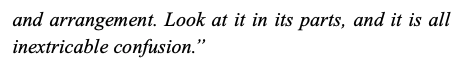 and arrangement. Look at it in its parts, and it is all
inextricable confusion.”